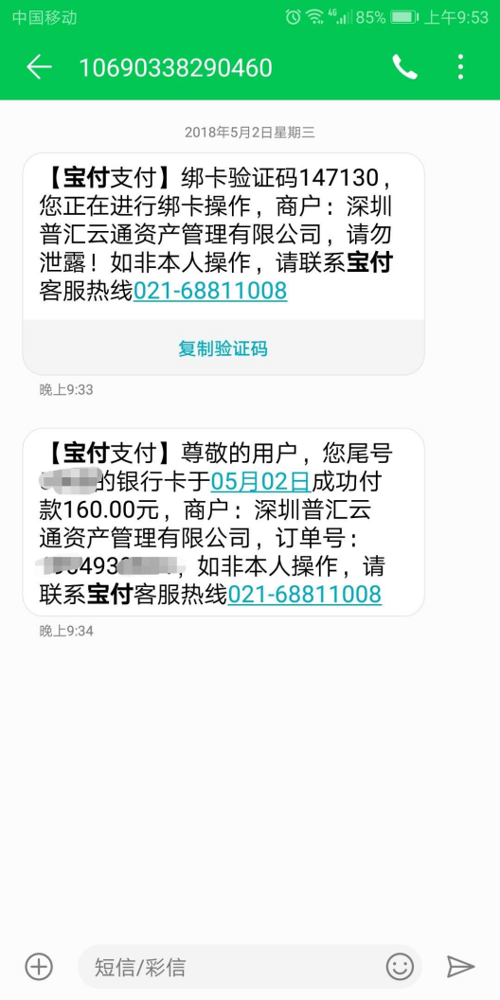 中国移动 4G 85% 上午9:53
10690338290460
2018年5月2日星期三
【宝付支付】绑卡验证码147130，
您正在进行绑卡操作，商户：深圳
普汇云通资产管理有限公司，请勿
泄露！如非本人操作，请联系宝付
客服热线021-68811008
复制验证码
晚上9:33
【宝付支付】尊敬的用户，您尾号
的银行卡于05月02日成功付
款160.00元，商户：深圳普汇云
通资产管理有限公司，订单号：
493，如非本人操作，请
联系宝付客服热线021-68811008
晚上9:34
短信/彩信